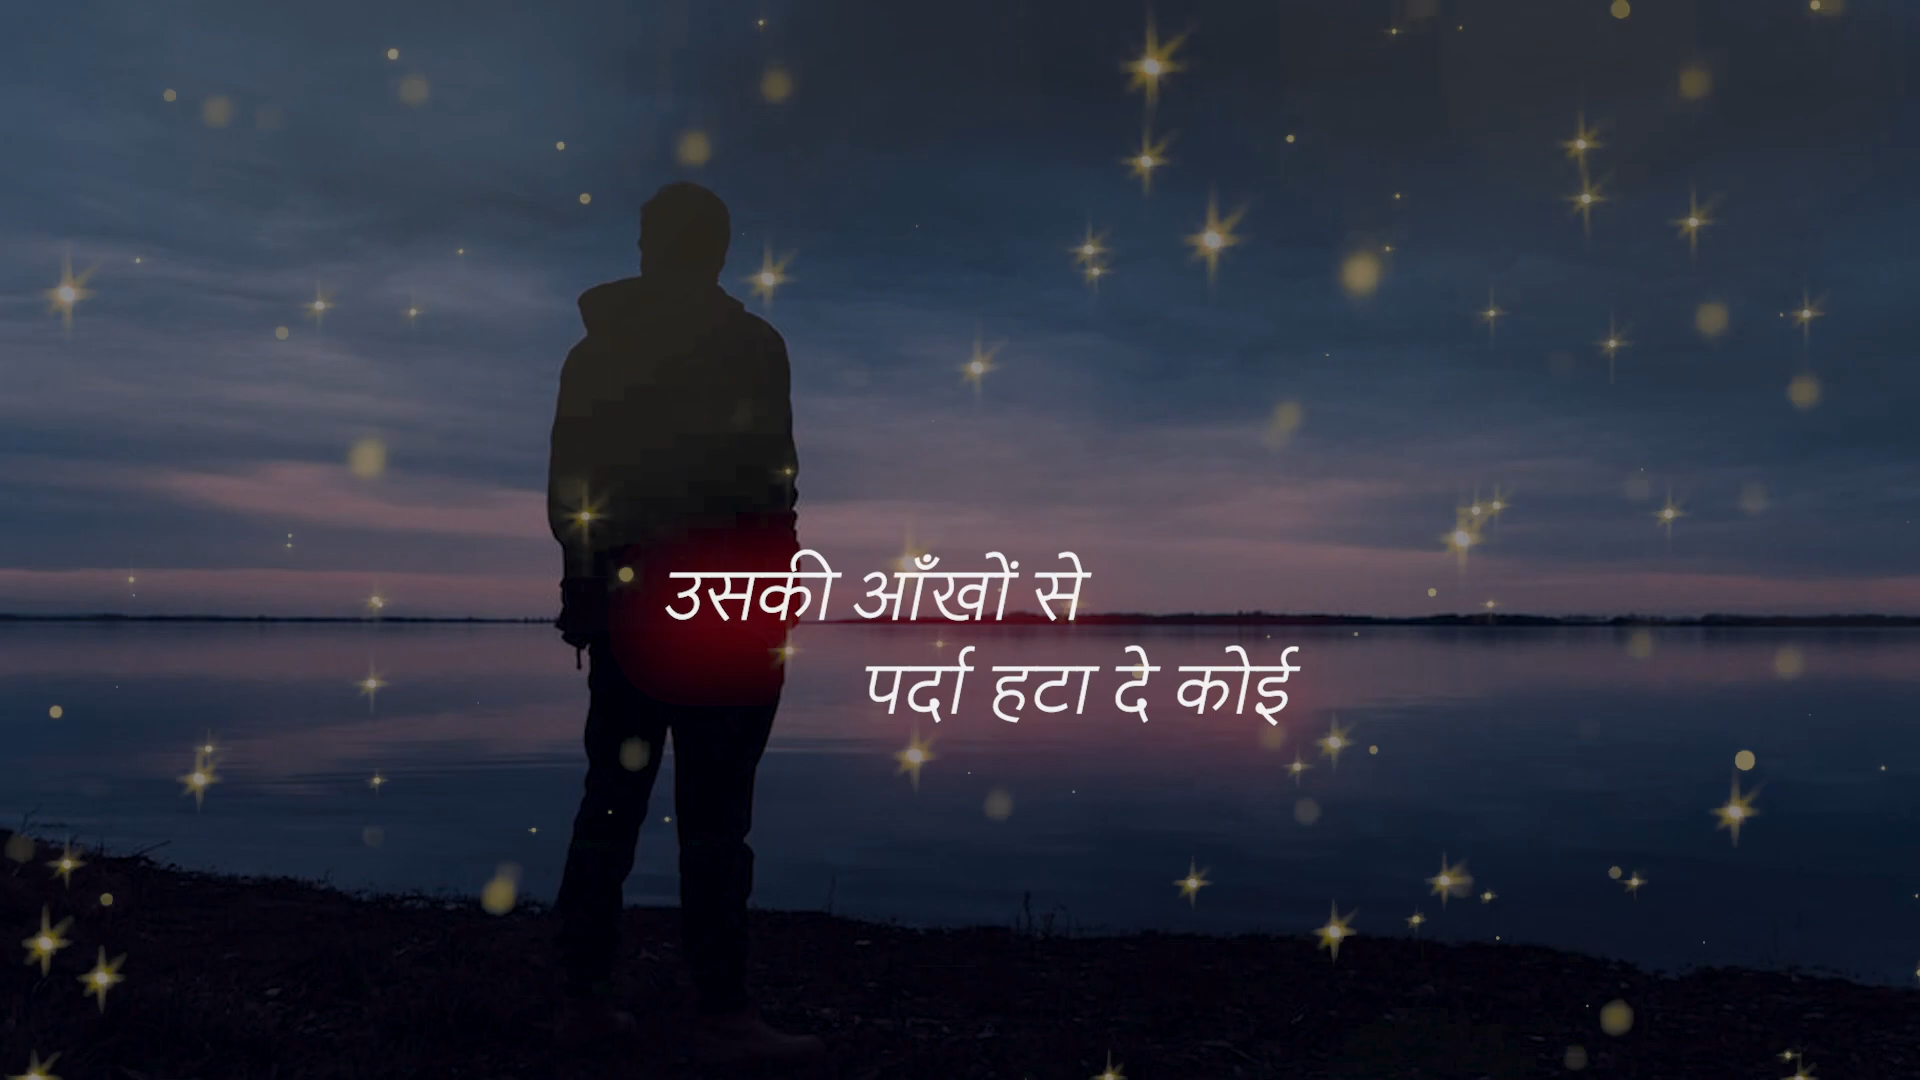 उसकी आँखों से
पर्दा हटा दे कोई